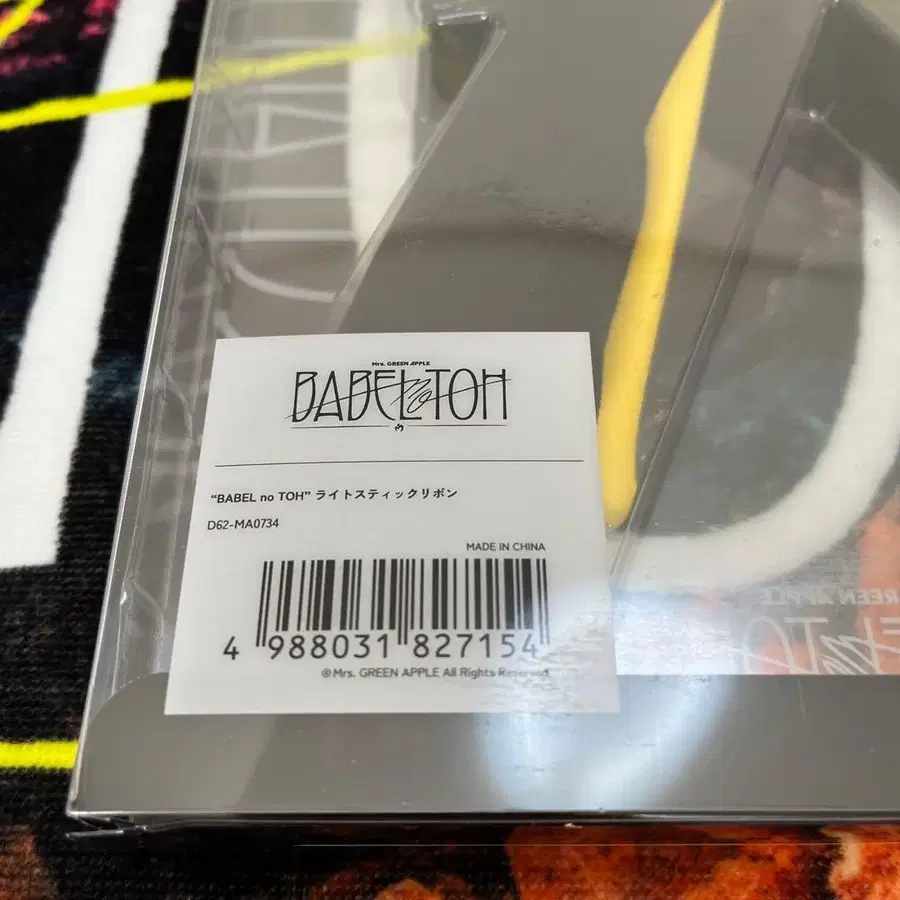 Mrs. GREEN APPLE
BABEL no TOH
“BABEL no TOH” ライトスティックリボン
D62-MA0734
MADE IN CHINA
4 988031 827154
©Mrs. GREEN APPLE All Rights Reserved